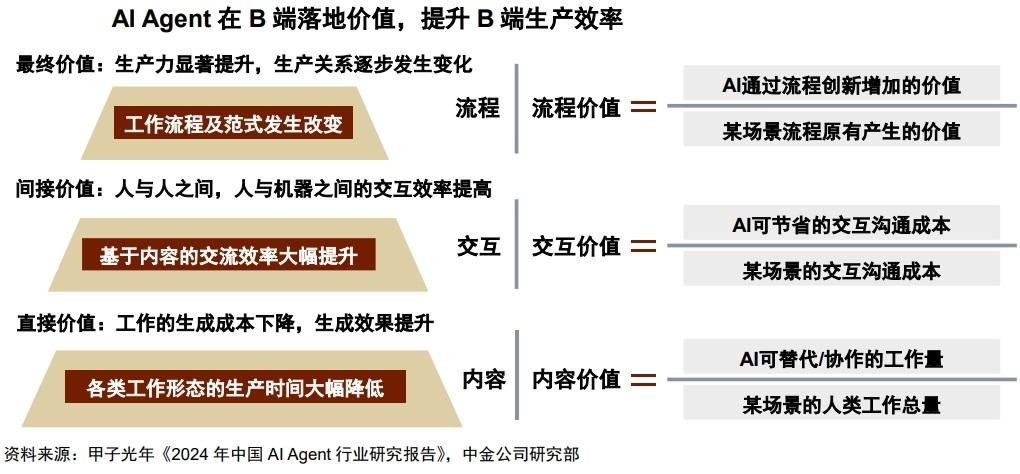 AI Agent 在 B 端落地价值，提升 B 端生产效率
最终价值：生产力显著提升，生产关系逐步发生变化
工作流程及范式发生改变
流程
流程价值 =
AI通过流程创新增加的价值
某场景流程原有产生的价值
间接价值：人与人之间，人与机器之间的交互效率提高
基于内容的交流效率大幅提升
交互
交互价值 =
AI可节省的交互沟通成本
某场景的交互沟通成本
直接价值：工作的生成成本下降，生成效果提升
各类工作形态的生产时间大幅降低
内容
内容价值 =
AI可替代/协作的工作量
某场景的人类工作总量
资料来源：甲子光年《2024 年中国 AI Agent 行业研究报告》，中金公司研究部